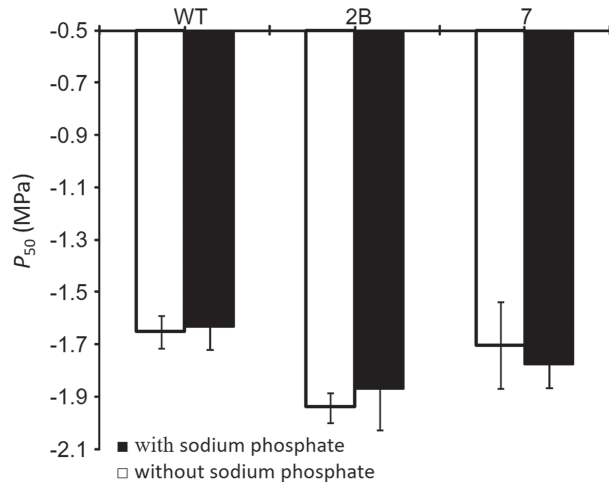 WT 2B 7
-0.5
-0.7
-0.9
-1.1
-1.3
-1.5
-1.7
-1.9
-2.1
P50 (MPa)
with sodium phosphate
without sodium phosphate